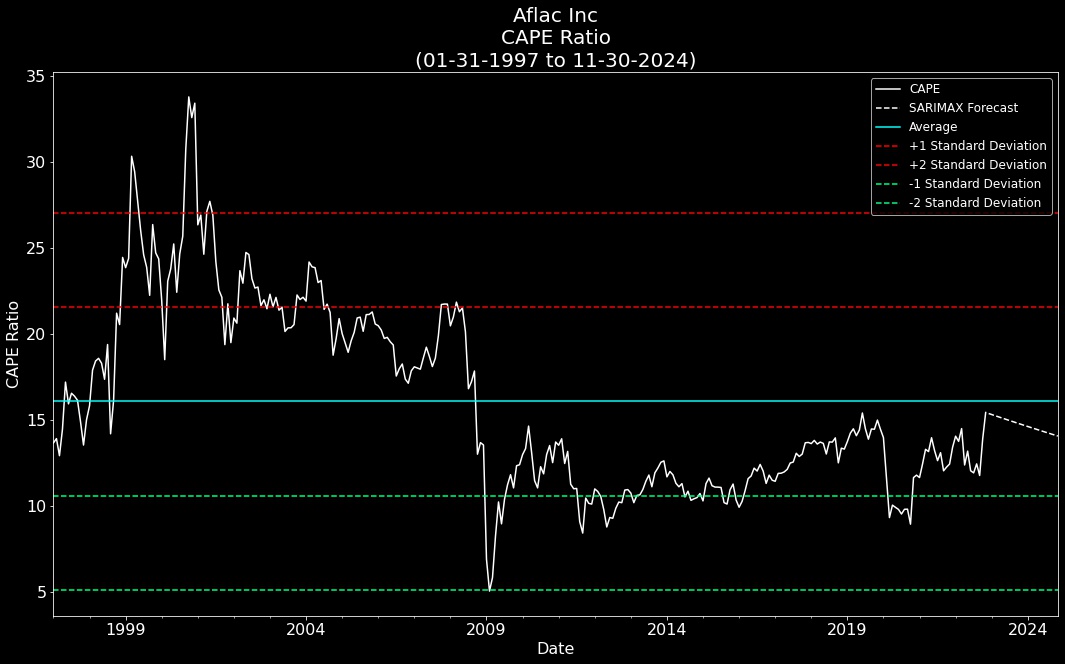 Aflac Inc
CAPE Ratio
(01-31-1997 to 11-30-2024)
CAPE
SARIMAX Forecast
Average
+1 Standard Deviation
+2 Standard Deviation
-1 Standard Deviation
-2 Standard Deviation
35
30
25
20
15
10
5
CAPE Ratio
1999
2004
2009
2014
2019
2024
Date